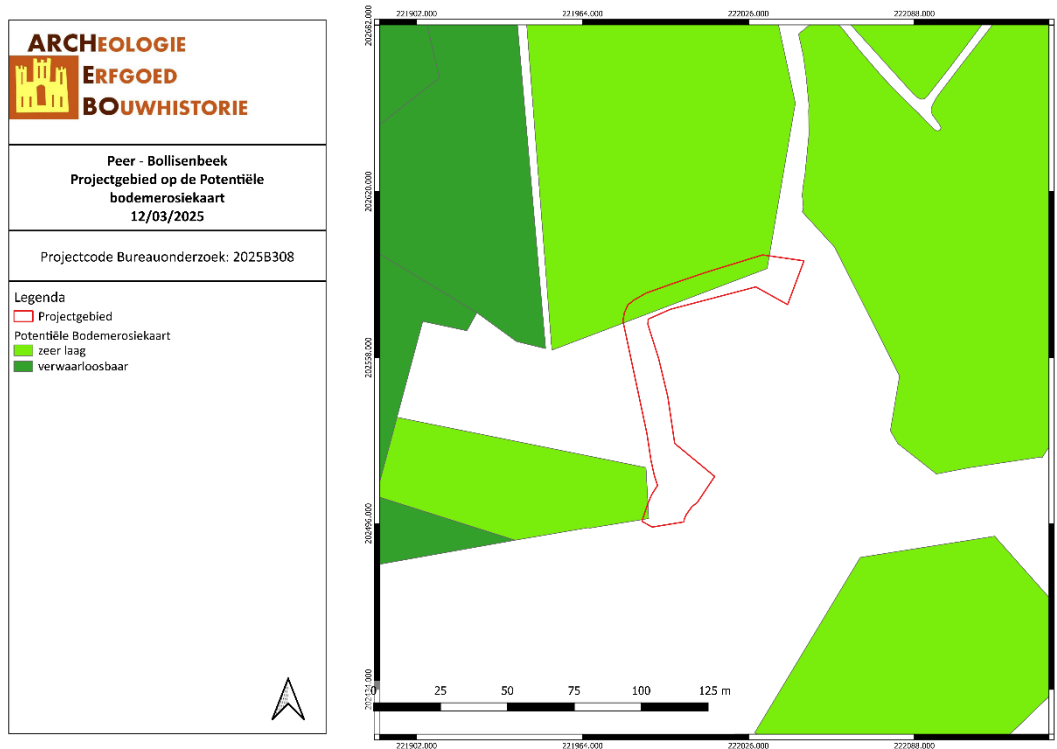 ARCHEOLOGIE
ERFGOED
BOUWHISTORIE
Peer - Bollisenbeek
Projectgebied op de Potentiële
bodemerosiekaart
12/03/2025
Projectcode Bureauonderzoek: 2025B308
Legenda
Projectgebied
Potentiële Bodemerosiekaart
zeer laag
verwaarloosbaar
221902.000 221964.000 222026.000 222088.000
202682.000
202620.000
202558.000
202496.000
0 25 50 75 100 125 m
221902.000 221964.000 222026.000 222088.000